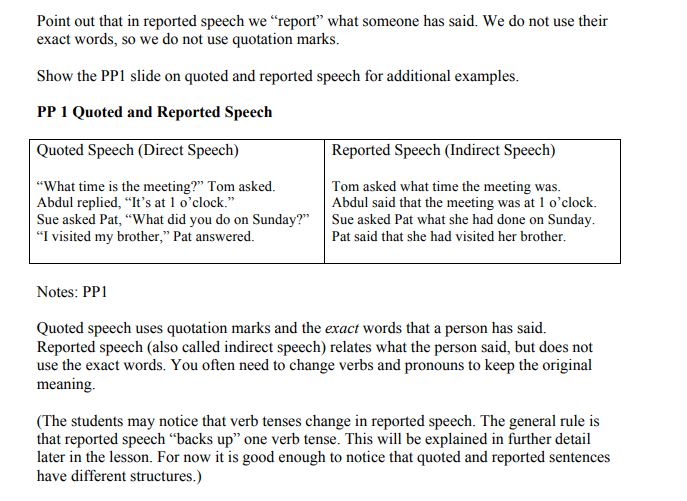 Point out that in reported speech we “report” what someone has said. We do not use their
exact words, so we do not use quotation marks.
Show the PP1 slide on quoted and reported speech for additional examples.
PP 1 Quoted and Reported Speech
Quoted Speech (Direct Speech)
“What time is the meeting?” Tom asked.
Abdul replied, “It’s at 1 o’clock.”
Sue asked Pat, “What did you do on Sunday?”
“I visited my brother,” Pat answered.
Reported Speech (Indirect Speech)
Tom asked what time the meeting was.
Abdul said that the meeting was at 1 o’clock.
Sue asked Pat what she had done on Sunday.
Pat said that she had visited her brother.
Notes: PP1
Quoted speech uses quotation marks and the exact words that a person has said.
Reported speech (also called indirect speech) relates what the person said, but does not
use the exact words. You often need to change verbs and pronouns to keep the original
meaning.
(The students may notice that verb tenses change in reported speech. The general rule is
that reported speech “backs up” one verb tense. This will be explained in further detail
later in the lesson. For now it is good enough to notice that quoted and reported sentences
have different structures.)